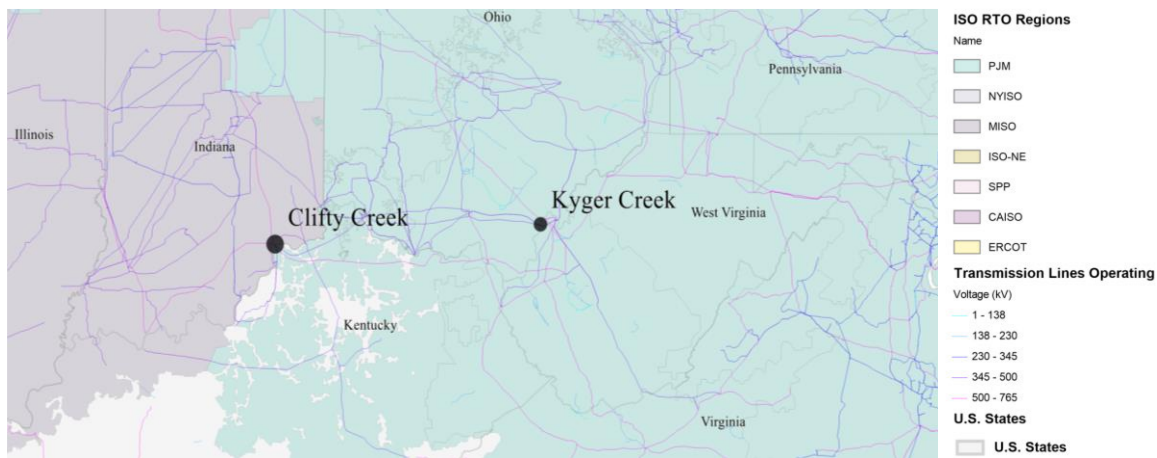 Ohio
Pennsylvania
Illinois
Indiana
Clifty Creek
Kyger Creek
West Virginia
Kentucky
Virginia
ISO RTO Regions
Name
PJM
NYISO
MISO
ISO-NE
SPP
CAISO
ERCOT
Transmission Lines Operating
Voltage (kV)
1 - 138
138 - 230
230 - 345
345 - 500
500 - 765
U.S. States
U.S. States